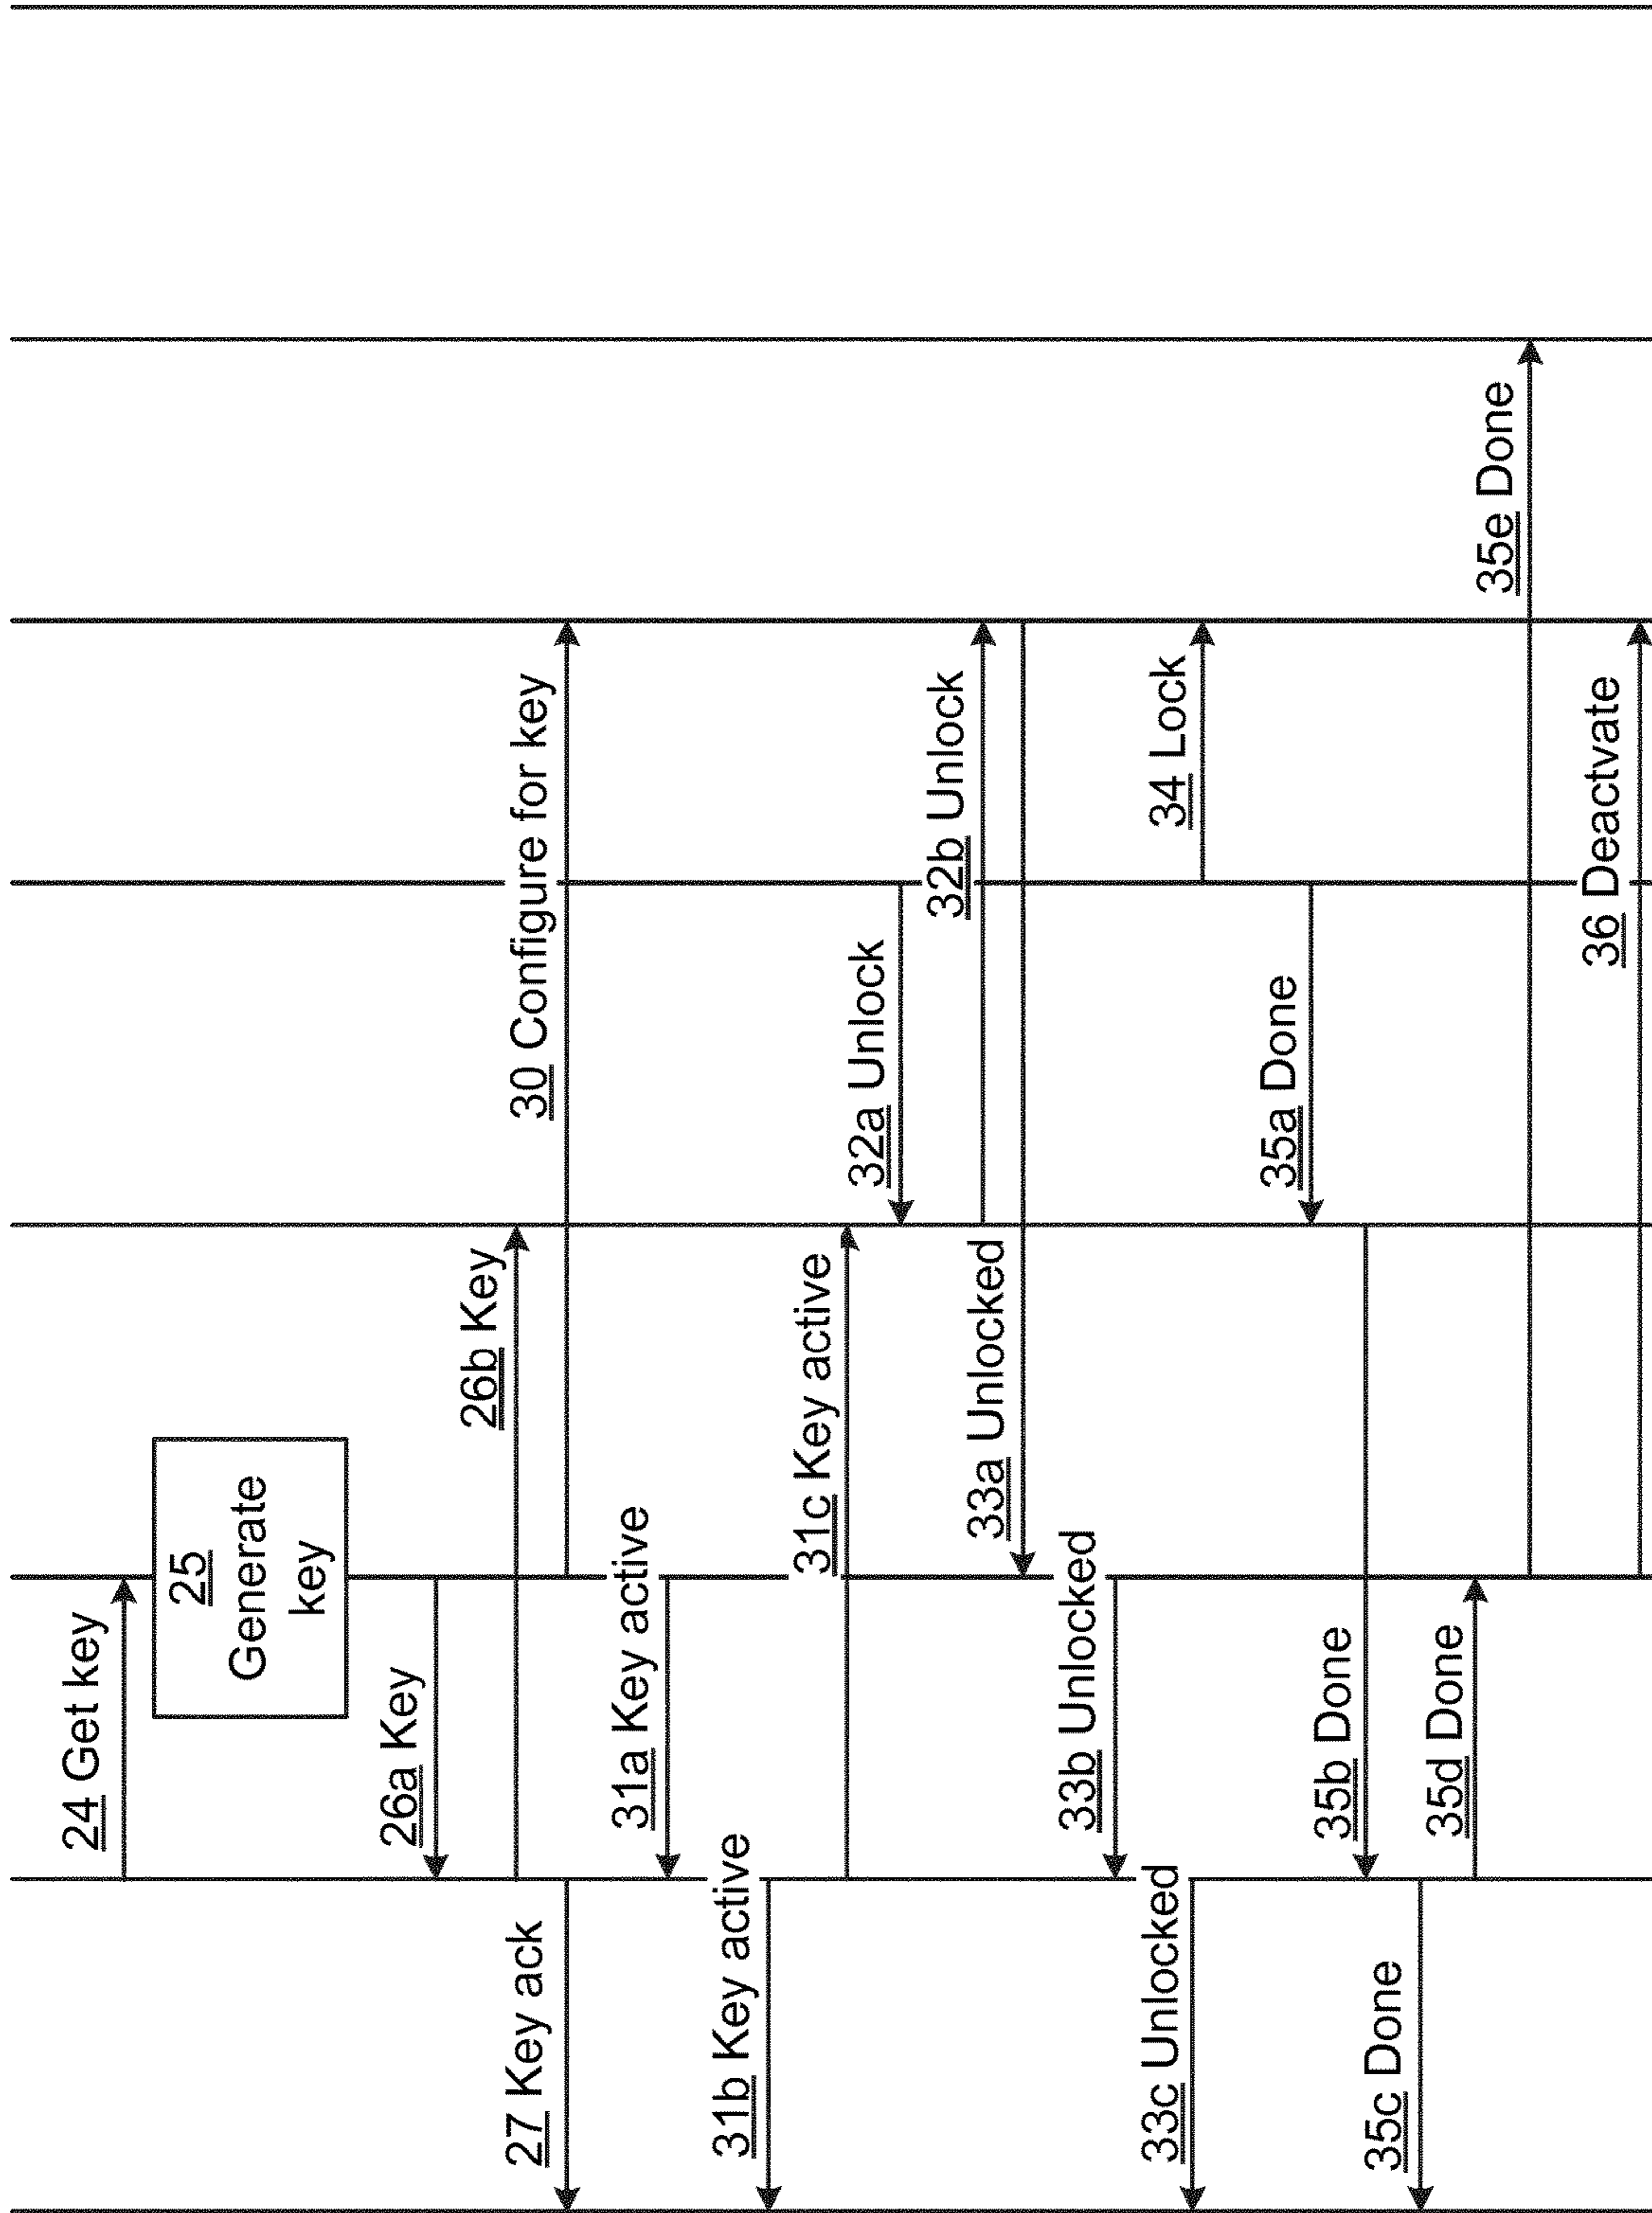 24 Get key
25
Generate
key
26a Key
26b Key
27 Key ack
30 Configure for key
31a Key active
31b Key active
31c Key active
32a Unlock
32b Unlock
33a Unlocked
33b Unlocked
33c Unlocked
34 Lock
35a Done
35b Done
35c Done
35d Done
35e Done
36 Deactvate